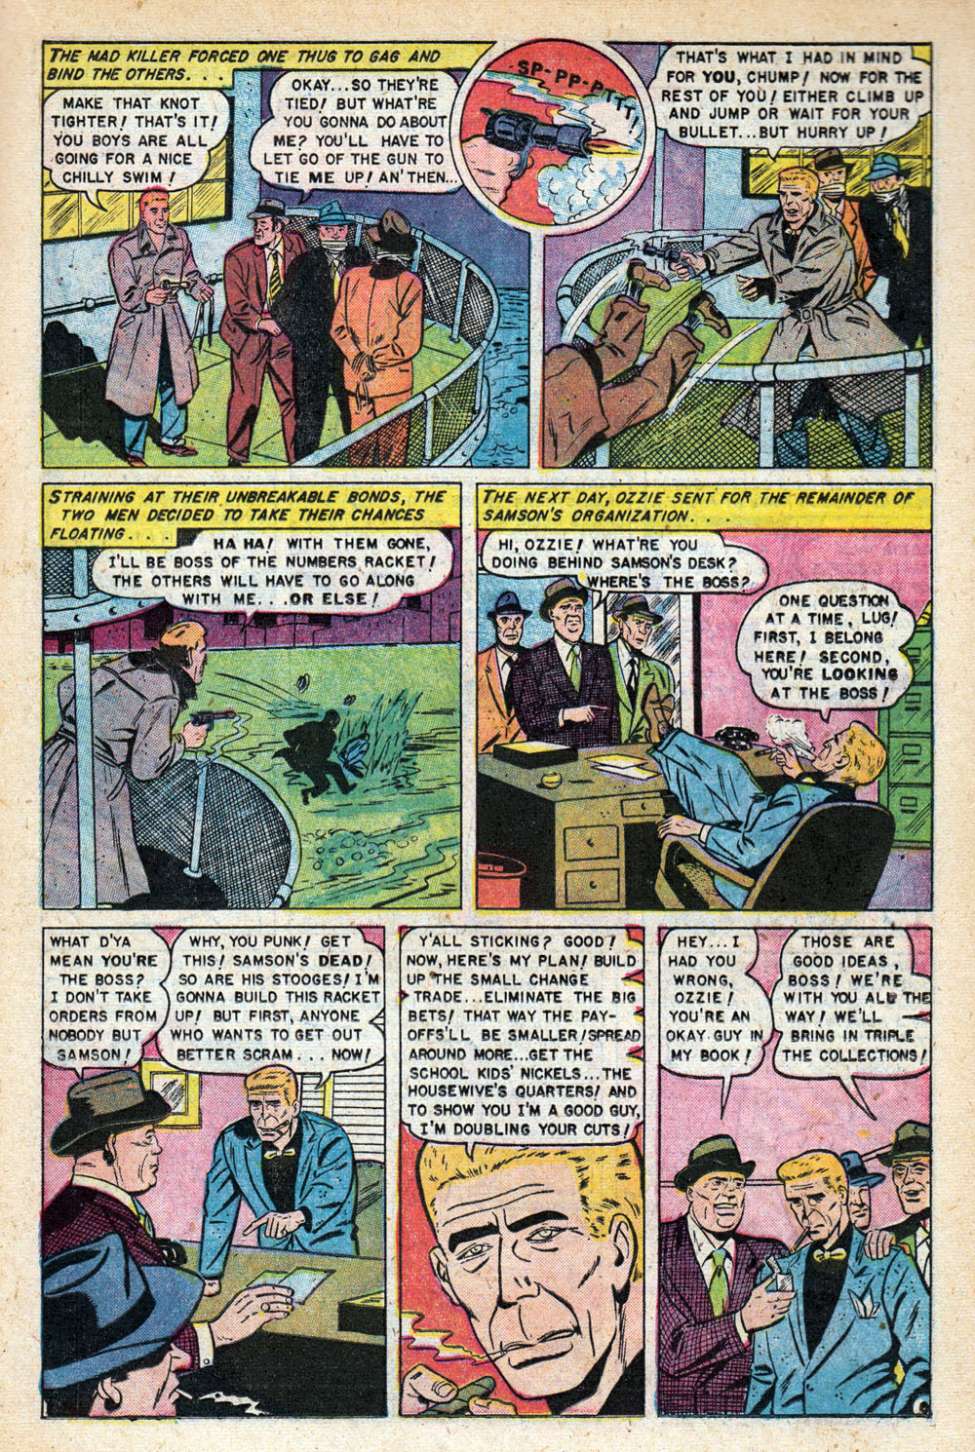 THE MAD KILLER FORCED ONE THUG TO GAG AND
BIND THE OTHERS. . .
MAKE THAT KNOT
TIGHTER! THAT'S IT!
YOU BOYS ARE ALL
GOING FOR A NICE
CHILLY SWIM!
OKAY...SO THEY'RE
TIED! BUT WHAT'RE
YOU GONNA DO ABOUT
ME? YOU'LL HAVE TO
LET GO OF THE GUN TO
TIE ME UP! AN' THEN...
SP-PP-PTTT!
THAT'S WHAT I HAD IN MIND
FOR YOU, CHUMP! NOW FOR THE
REST OF YOU! EITHER CLIMB UP
AND JUMP OR WAIT FOR YOUR
BULLET...BUT HURRY UP!
STRAINING AT THEIR UNBREAKABLE BONDS, THE
TWO MEN DECIDED TO TAKE THEIR CHANCES
FLOATING. . .
HA HA! WITH THEM GONE,
I'LL BE BOSS OF THE NUMBERS RACKET!
THE OTHERS WILL HAVE TO GO ALONG
WITH ME. . .OR ELSE!
THE NEXT DAY, OZZIE SENT FOR THE REMAINDER OF
SAMSON'S ORGANIZATION. . .
HI, OZZIE! WHAT'RE YOU
DOING BEHIND SAMSON'S DESK?
WHERE'S THE BOSS?
ONE QUESTION
AT A TIME, LUG!
FIRST, I BELONG
HERE! SECOND,
YOU'RE LOOKING
AT THE BOSS!
WHAT D'YA
MEAN YOU'RE
THE BOSS?
I DON'T TAKE
ORDERS FROM
NOBODY BUT
SAMSON!
WHY, YOU PUNK! GET
THIS! SAMSON'S DEAD!
SO ARE HIS STOOGES! I'M
GONNA BUILD THIS RACKET
UP! BUT FIRST, ANYONE
WHO WANTS TO GET OUT
BETTER SCRAM. . . NOW!
Y'ALL STICKING? GOOD!
NOW, HERE'S MY PLAN! BUILD
UP THE SMALL CHANGE
TRADE...ELIMINATE THE BIG
BETS! THAT WAY THE PAY-
OFFS'LL BE SMALLER! SPREAD
AROUND MORE...GET THE
SCHOOL KIDS' NICKELS...THE
HOUSEWIVE'S QUARTERS! AND
TO SHOW YOU I'M A GOOD GUY,
I'M DOUBLING YOUR CUTS!
HEY...I
HAD YOU
WRONG,
OZZIE!
YOU'RE AN
OKAY GUY IN
MY BOOK!
THOSE ARE
GOOD IDEAS,
BOSS! WE'RE
WITH YOU ALL THE
WAY! WE'LL
BRING IN TRIPLE
THE COLLECTIONS!